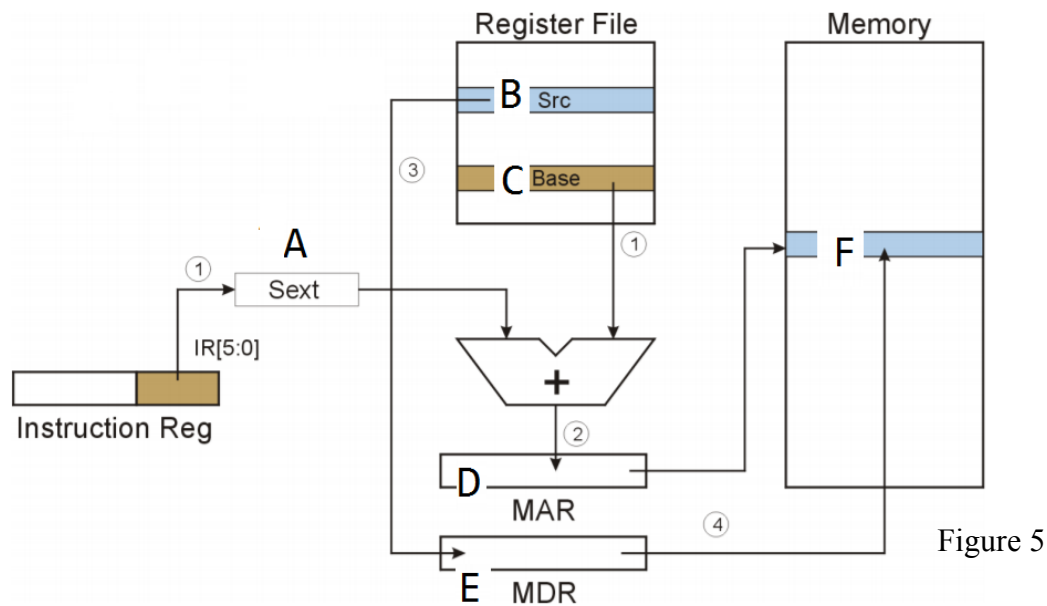 Register File
Memory
B Src
C Base
③
①
A
F
①
Sext
IR[5:0]
+
Instruction Reg
②
D
MAR
④
Figure 5
E
MDR